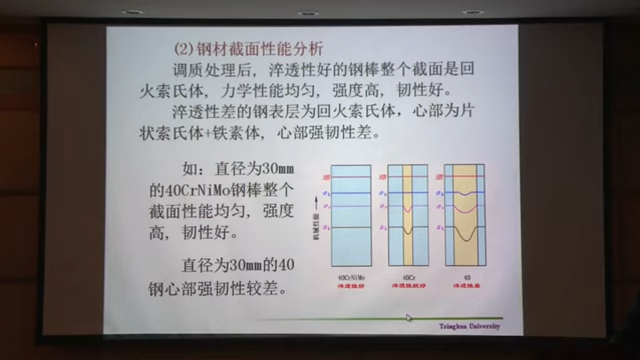 (2)钢材截面性能分析
调质处理后, 淬透性好的钢棒整个截面是回
火索氏体, 力学性能均匀, 强度高, 韧性好。
淬透性差的钢表层为回火索氏体, 心部为片
状索氏体+铁素体, 心部强韧性差。
如: 直径为30mm
的40CrNiMo钢棒整个
截面性能均匀, 强度
高, 韧性好。
直径为30mm的40
钢心部强韧性较差。
机械性能
40CrNiMo 40Cr 40
淬透性好 淬透性较好 淬透性差
Tsinghua University